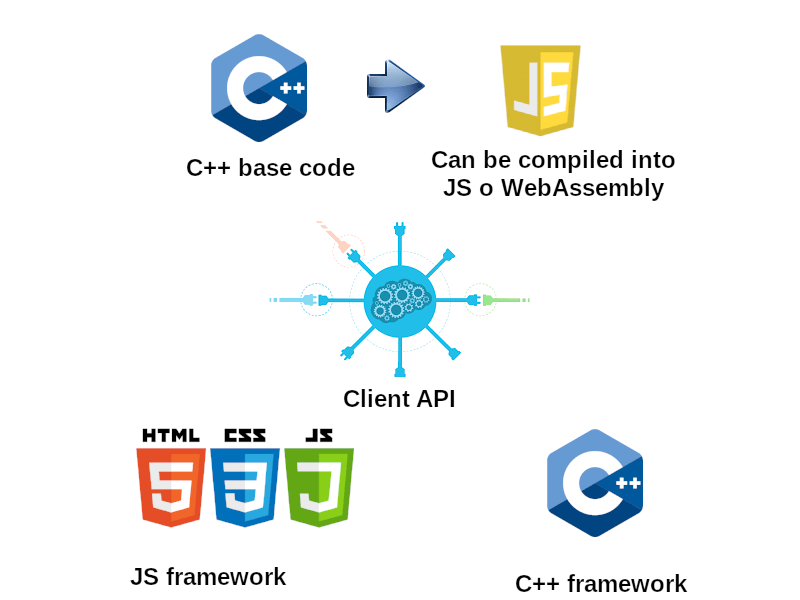 C++
JS
C++ base code
Can be compiled into
JS o WebAssembly
Client API
HTML CSS JS
5 3 J
C++
JS framework
C++ framework